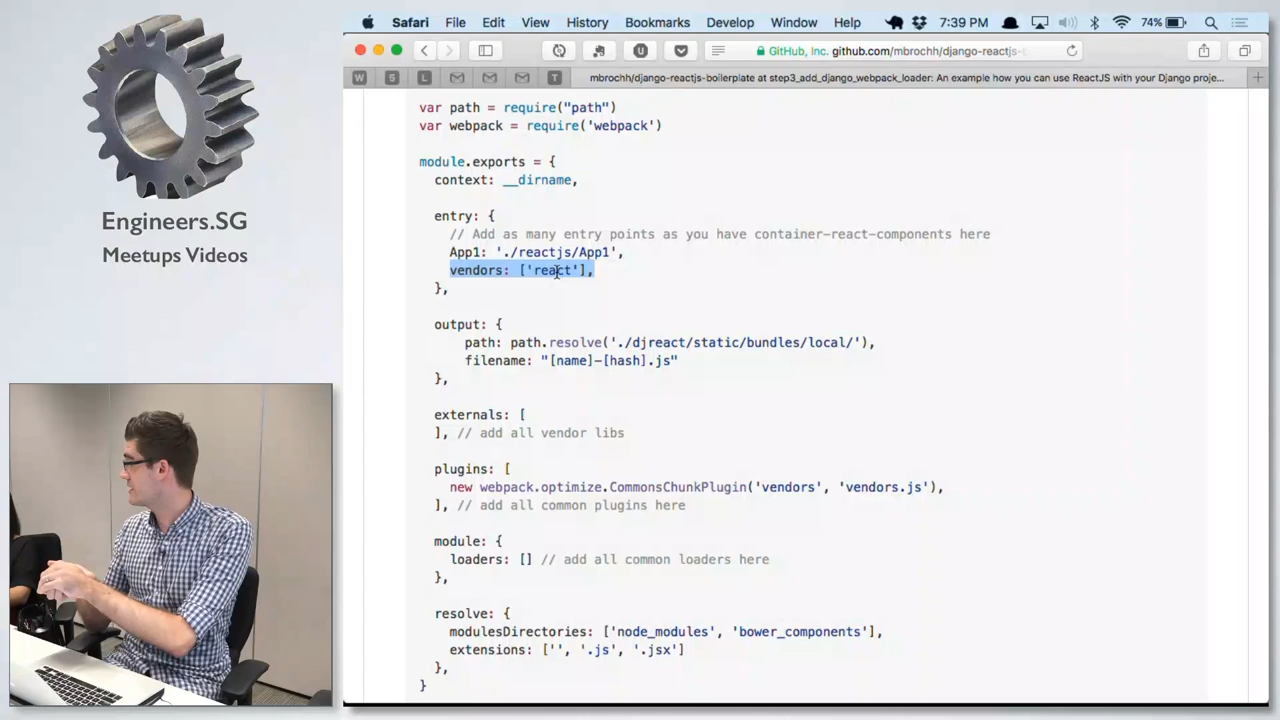 Engineers.SG
Meetups Videos
Safari File Edit View History Bookmarks Develop Window Help 7:39 PM 74%
GitHub, Inc. github.com/mbrochh/django-reactjs-
W 5 L T mbrochh/django-reactjs-boilerplate at step3_add_django_webpack_loader: An example how you can use ReactJS with your Django proje...
var path = require("path")
var webpack = require('webpack')
module.exports = {
context: __dirname,
entry: {
// Add as many entry points as you have container-react-components here
App1: './reactjs/App1',
vendors: ['react'],
},
output: {
path: path.resolve('./djreact/static/bundles/local/'),
filename: "[name]-[hash].js"
},
externals: [
], // add all vendor libs
plugins: [
new webpack.optimize.CommonsChunkPlugin('vendors', 'vendors.js'),
], // add all common plugins here
module: {
loaders: [] // add all common loaders here
},
resolve: {
modulesDirectories: ['node_modules', 'bower_components'],
extensions: ['', '.js', '.jsx']
},
}